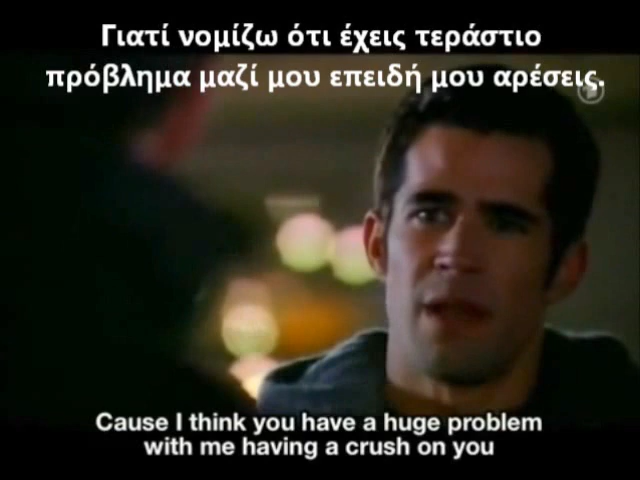 Γιατί νομίζω ότι έχεις τεράστιο
πρόβλημα μαζί μου επειδή μου αρέσεις.
Cause I think you have a huge problem
with me having a crush on you